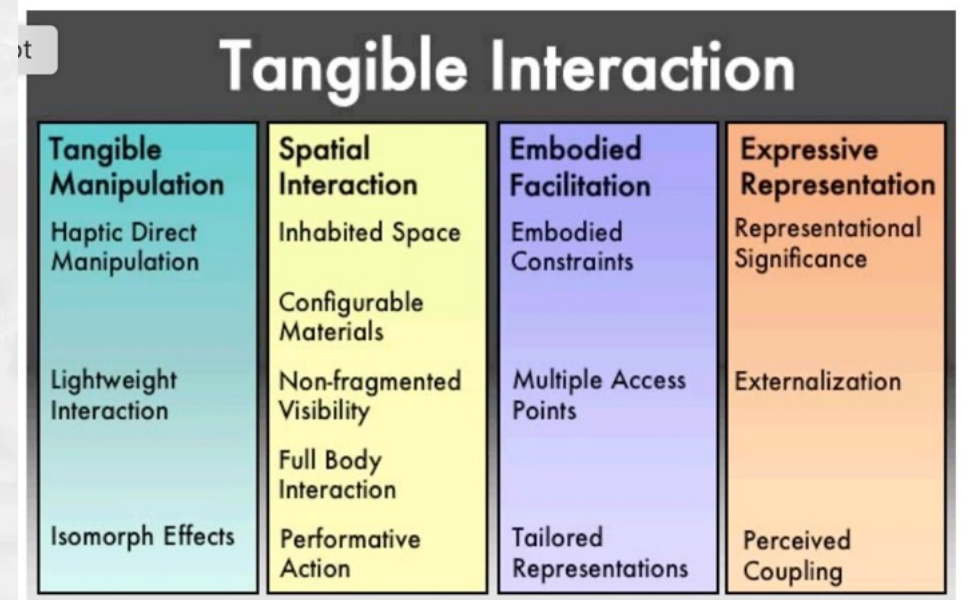 ot
Tangible Interaction
Tangible
Manipulation
Haptic Direct
Manipulation
Lightweight
Interaction
Isomorph Effects
Spatial
Interaction
Inhabited Space
Configurable
Materials
Non-fragmented
Visibility
Full Body
Interaction
Performative
Action
Embodied
Facilitation
Embodied
Constraints
Multiple Access
Points
Tailored
Representations
Expressive
Representation
Representational
Significance
Externalization
Perceived
Coupling